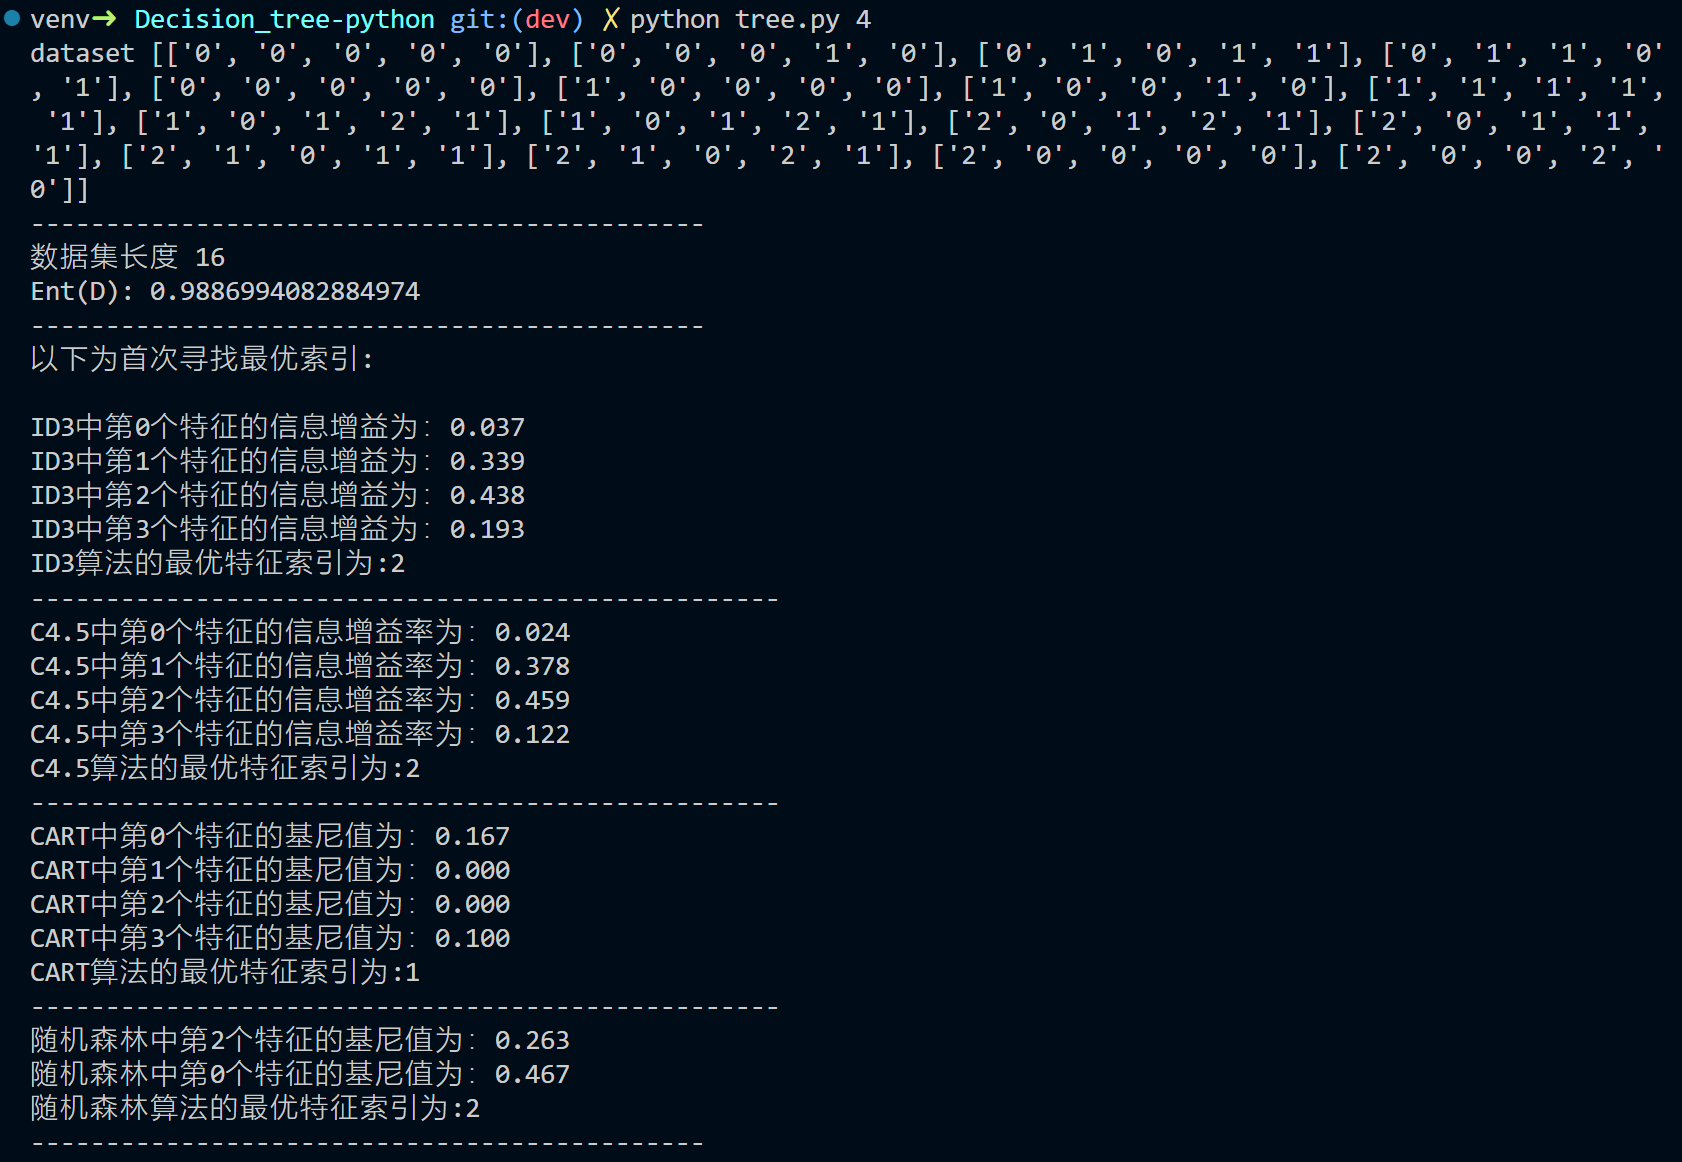 venv➜ Decision_tree-python git:(dev) ✗ python tree.py 4
dataset [['0', '0', '0', '0', '0'], ['0', '0', '0', '1', '0'], ['0', '1', '0', '1', '1'], ['0', '1', '1', '0'
, '1'], ['0', '0', '0', '0', '0'], ['1', '0', '0', '0', '0'], ['1', '0', '0', '1', '0'], ['1', '1', '1', '1',
 '1'], ['1', '0', '1', '2', '1'], ['1', '0', '1', '2', '1'], ['2', '0', '1', '2', '1'], ['2', '0', '1', '1',
'1'], ['2', '1', '0', '1', '1'], ['2', '1', '0', '2', '1'], ['2', '0', '0', '0', '0'], ['2', '0', '0', '2', '
0']]
---------------------------------------------
数据集长度 16
Ent(D): 0.9886994082884974
---------------------------------------------
以下为首次寻找最优索引:
ID3中第0个特征的信息增益为：0.037
ID3中第1个特征的信息增益为：0.339
ID3中第2个特征的信息增益为：0.438
ID3中第3个特征的信息增益为：0.193
ID3算法的最优特征索引为:2
--------------------------------------------------
C4.5中第0个特征的信息增益率为：0.024
C4.5中第1个特征的信息增益率为：0.378
C4.5中第2个特征的信息增益率为：0.459
C4.5中第3个特征的信息增益率为：0.122
C4.5算法的最优特征索引为:2
--------------------------------------------------
CART中第0个特征的基尼值为：0.167
CART中第1个特征的基尼值为：0.000
CART中第2个特征的基尼值为：0.000
CART中第3个特征的基尼值为：0.100
CART算法的最优特征索引为:1
--------------------------------------------------
随机森林中第2个特征的基尼值为：0.263
随机森林中第0个特征的基尼值为：0.467
随机森林算法的最优特征索引为:2
---------------------------------------------